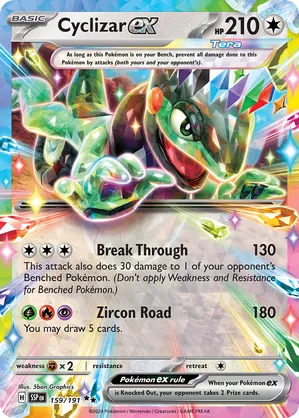 BASIC
Cyclizar ex
HP 210
Tera
As long as this Pokémon is on your Bench, prevent all damage done to this
Pokémon by attacks (both yours and your opponent's).
Break Through 130
This attack also does 30 damage to 1 of your opponent's
Benched Pokémon. (Don't apply Weakness and Resistance
for Benched Pokémon.)
Zircon Road 180
You may draw 5 cards.
weakness × 2 resistance retreat
Illus. 5ban Graphics
Pokémon ex rule
When your Pokémon ex
is Knocked Out, your opponent takes 2 Prize cards.
H SSP EN 159/191
©2024 Pokémon / Nintendo / Creatures / GAME FREAK